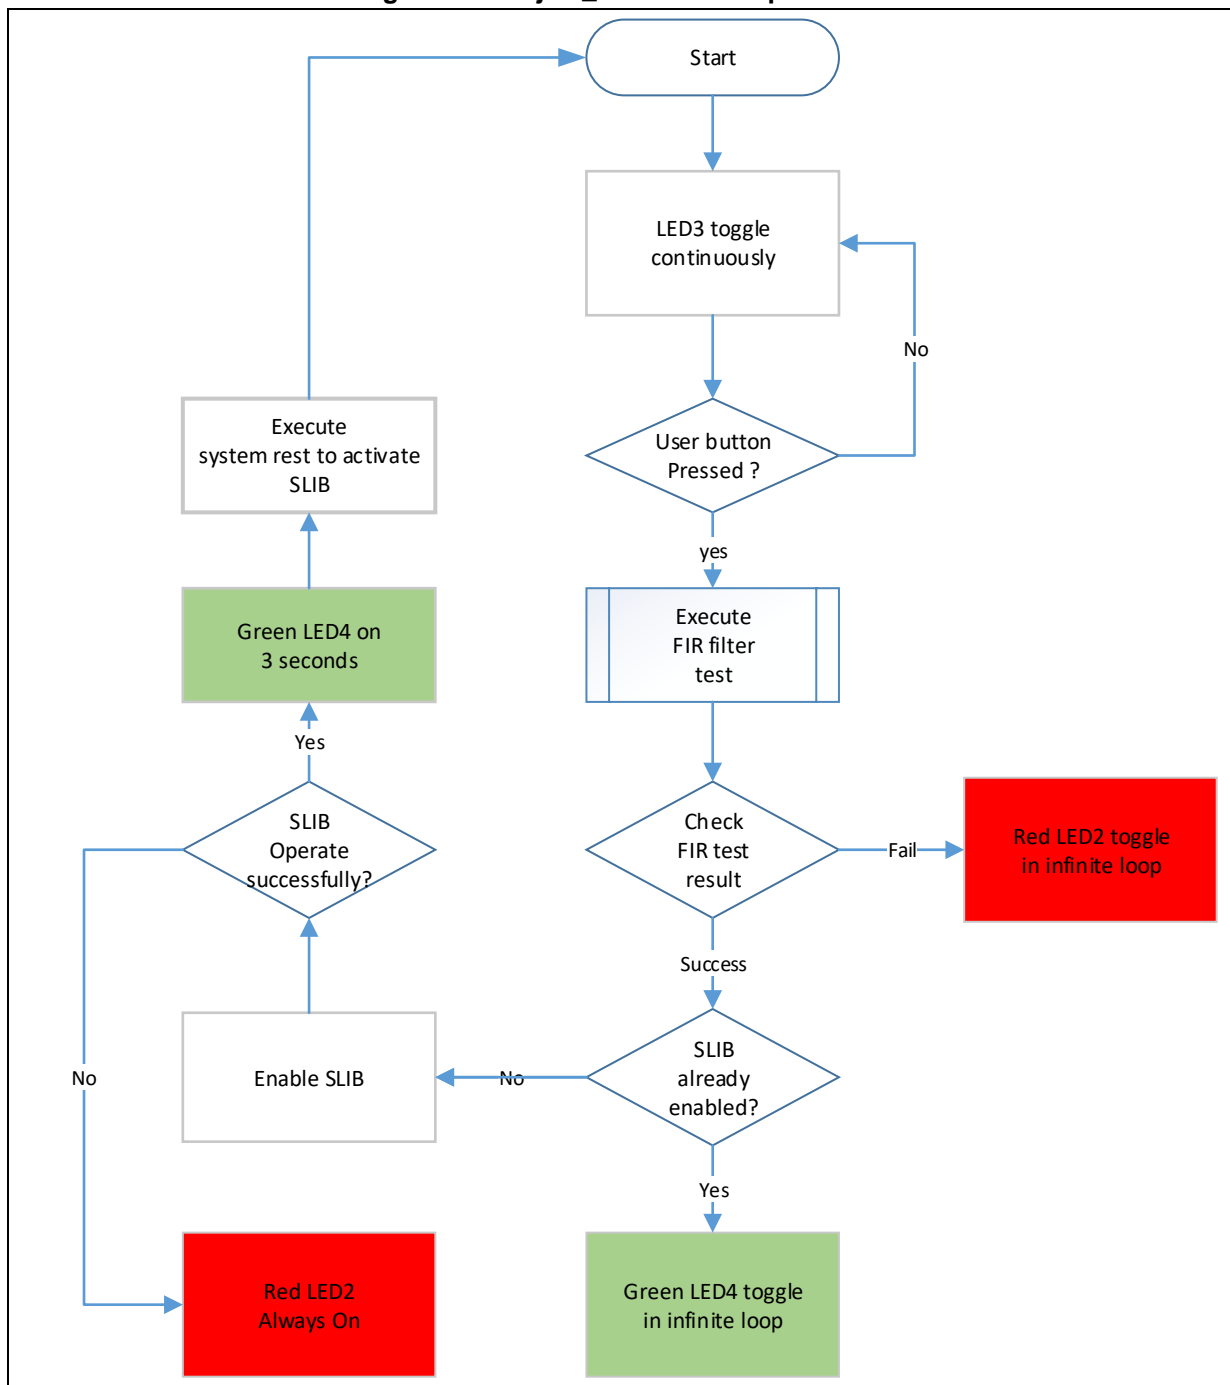 Start
LED3 toggle
continuously
No
Execute
system rest to activate
SLIB
User button
Pressed ?
yes
Green LED4 on
3 seconds
Execute
FIR filter
test
Yes
SLIB
Operate
successfully?
Check
FIR test
result
Fail
Red LED2 toggle
in infinite loop
Success
No
Enable SLIB
No
SLIB
already
enabled?
Yes
Red LED2
Always On
Green LED4 toggle
in infinite loop